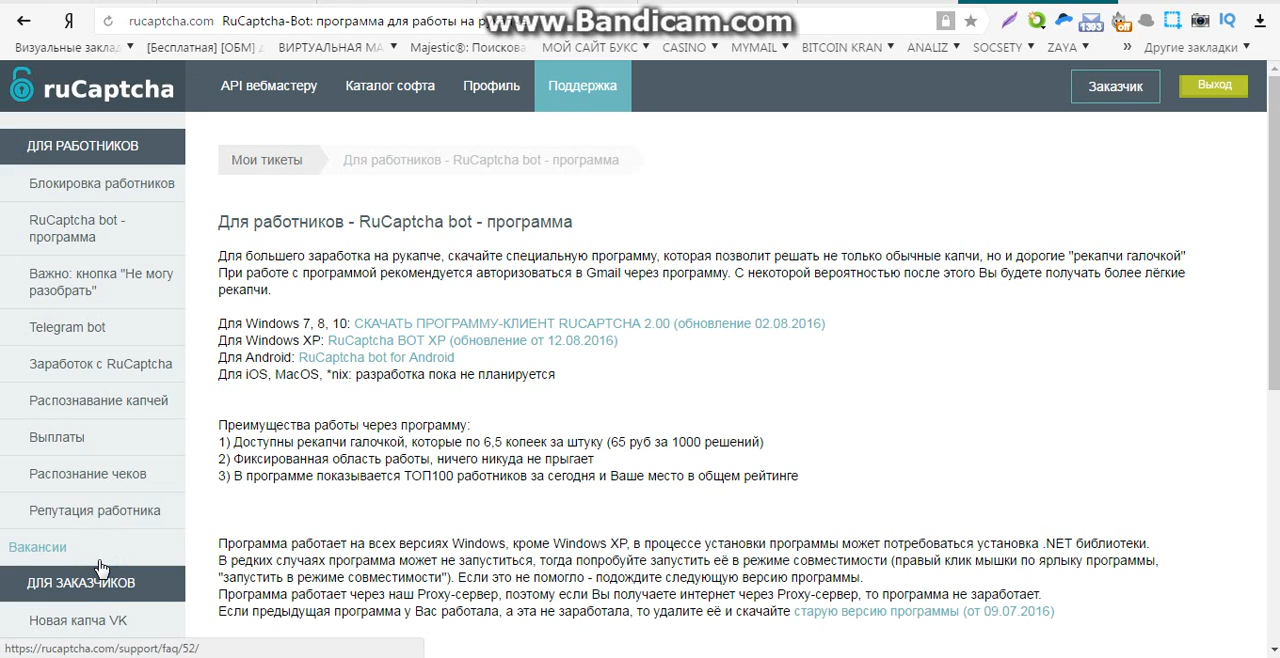 Я
rucaptcha.com RuCaptcha-Bot: программа для работы на
www.Bandicam.com
1393
off
IQ
Визуальные заклад
[Бесплатная] [ОБМ]
ВИРТУАЛЬНАЯ МА
Majestic®: Поискова
МОЙ САЙТ БУКС
CASINO
MYMAIL
BITCOIN KRAN
ANALIZ
SOCSETY
ZAYA
»
Другие закладки
ruCaptcha
API вебмастеру
Каталог софта
Профиль
Поддержка
Заказчик
Выход
ДЛЯ РАБОТНИКОВ
Блокировка работников
RuCaptcha bot -
программа
Важно: кнопка "Не могу
разобрать"
Telegram bot
Заработок с RuCaptcha
Распознавание капчей
Выплаты
Распознание чеков
Репутация работника
Вакансии
ДЛЯ ЗАКАЗЧИКОВ
Новая капча VK
https://rucaptcha.com/support/faq/52/
Мои тикеты
Для работников - RuCaptcha bot - программа
Для работников - RuCaptcha bot - программа
Для большего заработка на рукапче, скачайте специальную программу, которая позволит решать не только обычные капчи, но и дорогие "рекапчи галочкой"
При работе с программой рекомендуется авторизоваться в Gmail через программу. С некоторой вероятностью после этого Вы будете получать более лёгкие
рекапчи.
Для Windows 7, 8, 10: СКАЧАТЬ ПРОГРАММУ-КЛИЕНТ RUCAPTCHA 2.00 (обновление 02.08.2016)
Для Windows XP: RuCaptcha BOT XP (обновление от 12.08.2016)
Для Android: RuCaptcha bot for Android
Для iOS, MacOS, *nix: разработка пока не планируется
Преимущества работы через программу:
1) Доступны рекапчи галочкой, которые по 6,5 копеек за штуку (65 руб за 1000 решений)
2) Фиксированная область работы, ничего никуда не прыгает
3) В программе показывается ТОП100 работников за сегодня и Ваше место в общем рейтинге
Программа работает на всех версиях Windows, кроме Windows XP, в процессе установки программы может потребоваться установка .NET библиотеки.
В редких случаях программа может не запуститься, тогда попробуйте запустить её в режиме совместимости (правый клик мышки по ярлыку программы,
"запустить в режиме совместимости"). Если это не помогло - подождите следующую версию программы.
Программа работает через наш Proxy-сервер, поэтому если Вы получаете интернет через Proxy-сервер, то программа не заработает.
Если предыдущая программа у Вас работала, а эта не заработала, то удалите её и скачайте старую версию программы (от 09.07.2016)